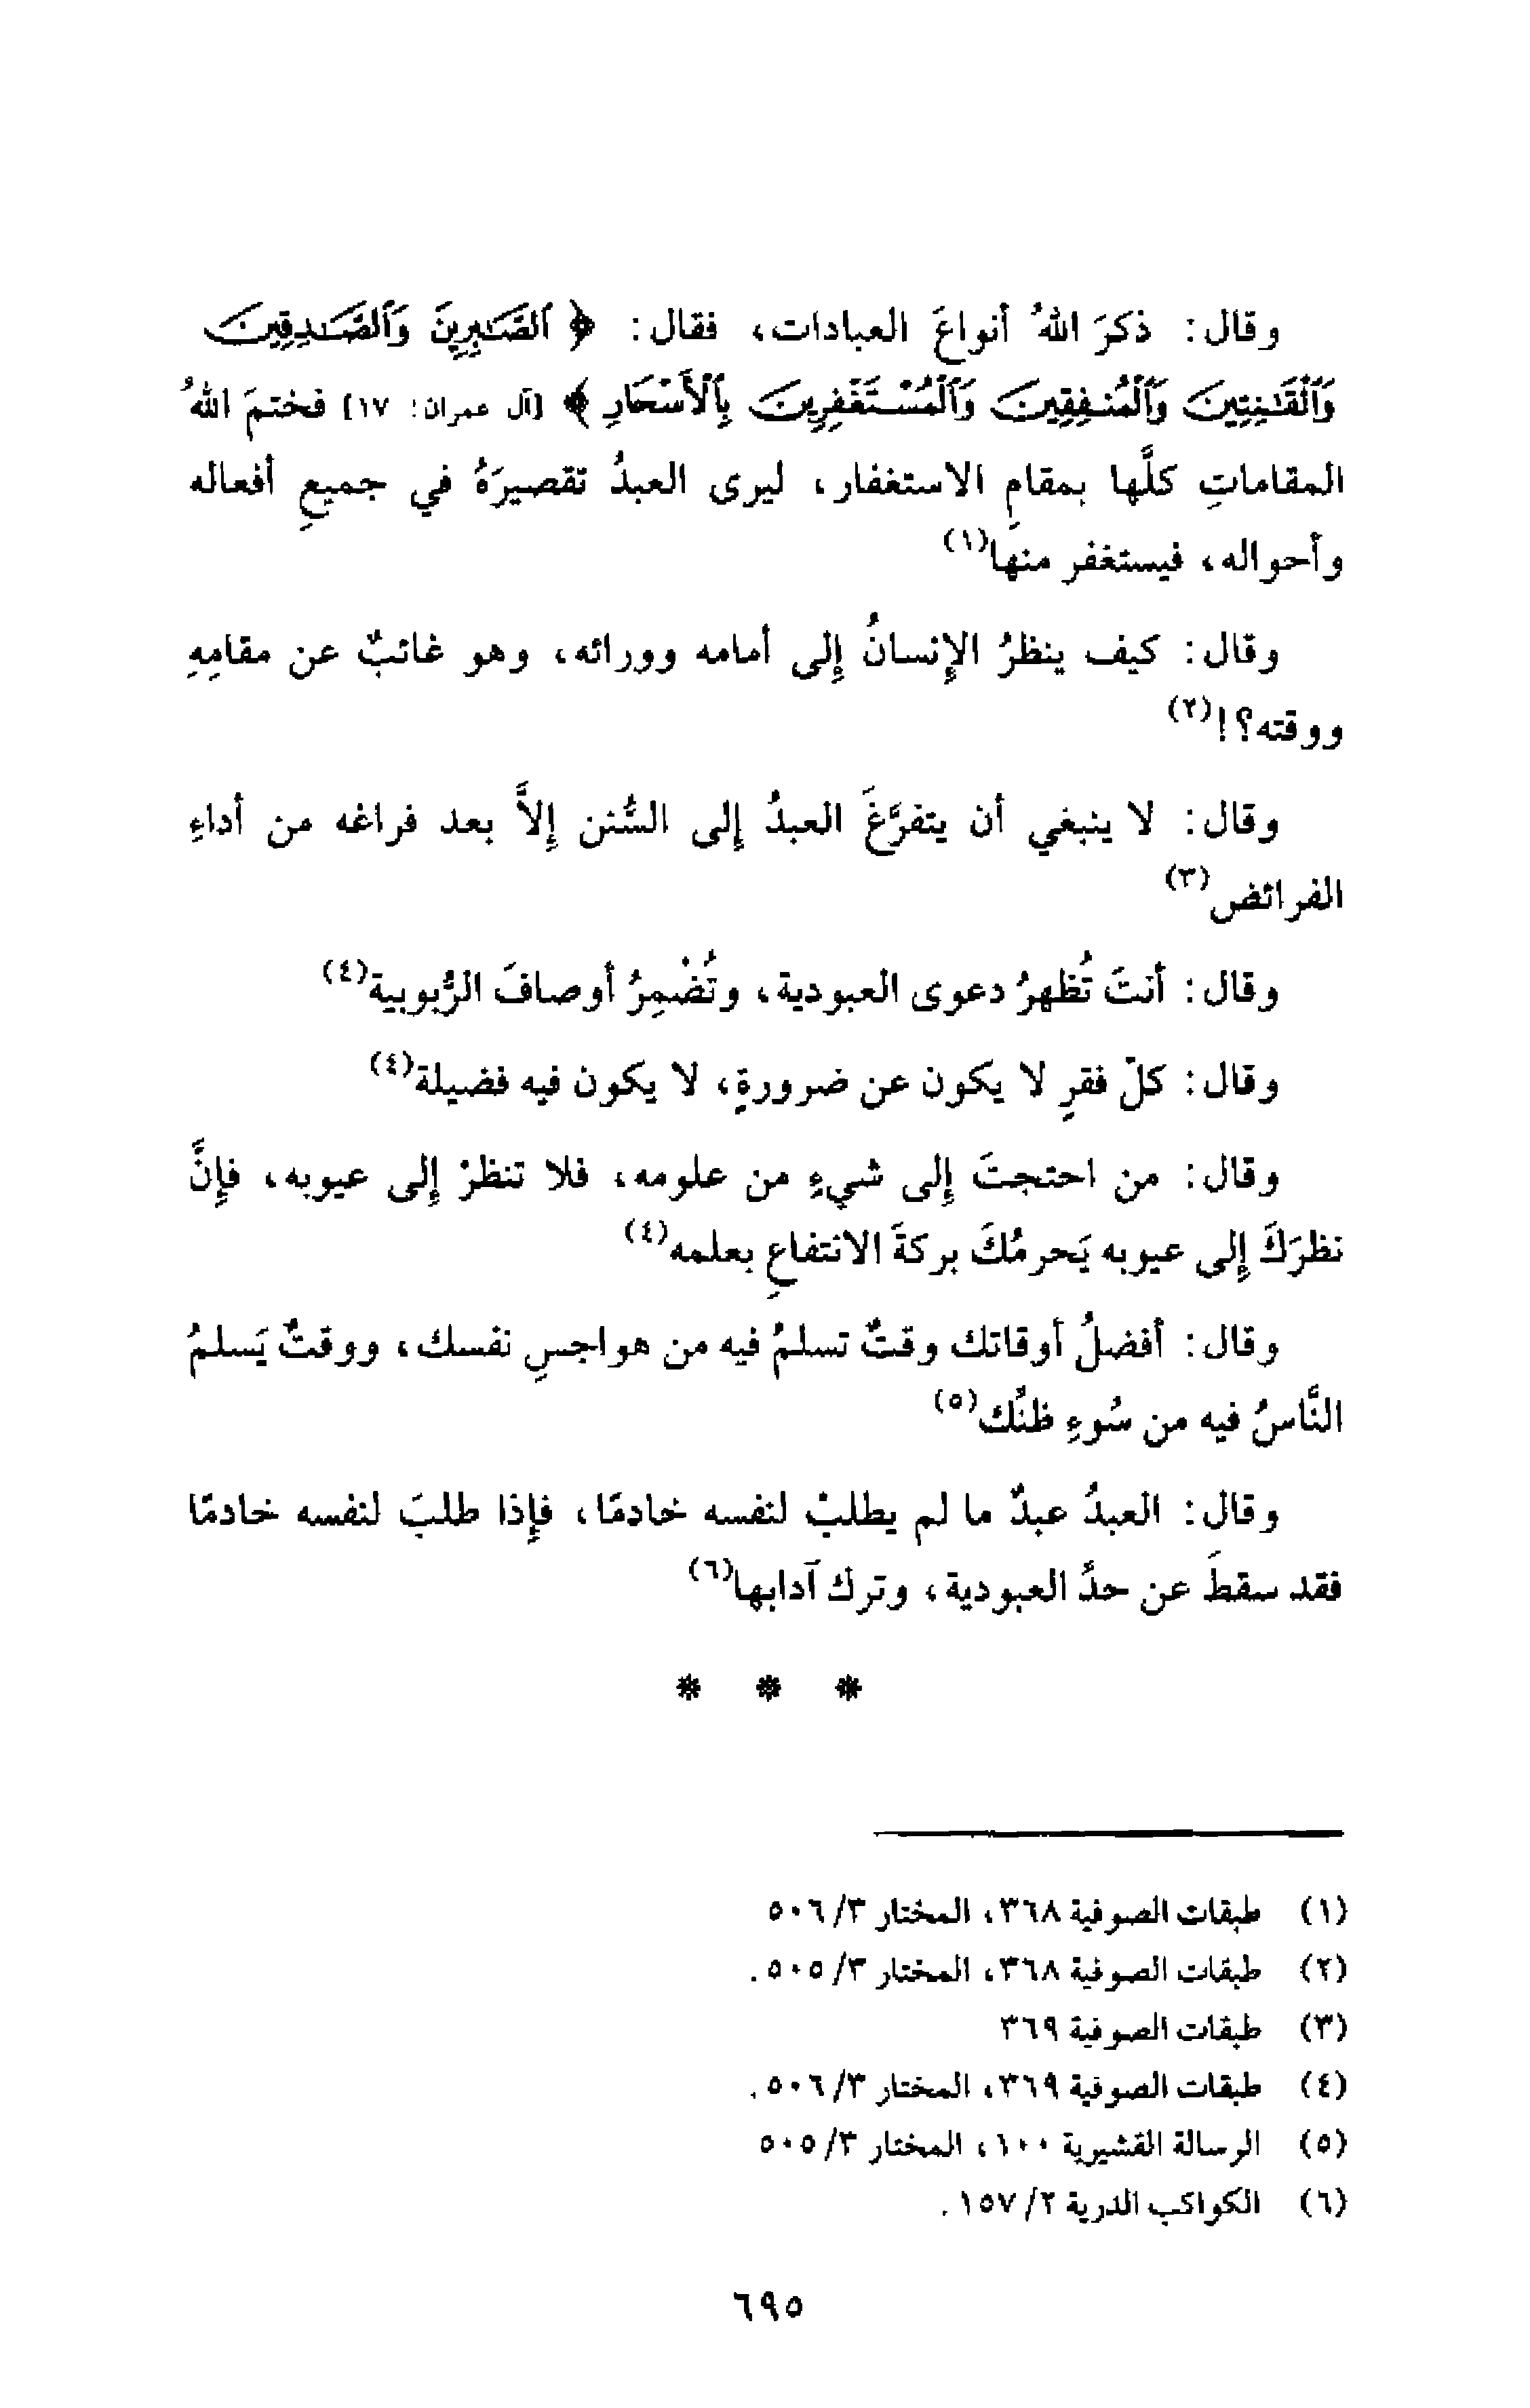 وقال: ذكرَ اللهُ أنواعَ العبادات، فقال: ﴿ ٱلصَّـٰبِرِينَ وَٱلصَّـٰدِقِينَ
وَٱلْقَـٰنِتِينَ وَٱلْمُنفِقِينَ وَٱلْمُسْتَغْفِرِينَ بِٱلْأَسْحَارِ ﴾ [آل عمران: ١٧] فختمَ اللهُ
المقاماتِ كلَّها بمقامِ الاستغفار، ليرى العبدُ تقصيرَهُ في جميعِ أفعاله
وأحواله، فيستغفر منها(١)
وقال: كيف ينظرُ الإنسانُ إلى أمامه وورائه، وهو غائبٌ عن مقامِهِ
ووقته؟!(٢)
وقال: لا ينبغي أن يتفرَّغَ العبدُ إلى السُّنن إلاَّ بعد فراغه من أداءِ
الفرائض(٣)
وقال: أنتَ تُظهرُ دعوى العبودية، وتُضْمِرُ أوصافَ الرُّبوبية(٤)
وقال: كلّ فقرٍ لا يكون عن ضرورةٍ، لا يكون فيه فضيلة(٤)
وقال: من احتجتَ إلى شيءٍ من علومه، فلا تنظرْ إلى عيوبه، فإنَّ
نظرَكَ إلى عيوبه يَحرمُكَ بركةَ الانتفاعِ بعلمه(٤)
وقال: أفضلُ أوقاتك وقتٌ تسلمُ فيه من هواجسِ نفسك، ووقتٌ يَسلمُ
النَّاسُ فيه من سُوءِ ظنِّك(٥)
وقال: العبدُ عبدٌ ما لم يطلبْ لنفسه خادمًا، فإذا طلبَ لنفسه خادمًا
فقد سقطَ عن حدِّ العبودية، وترك آدابها(٦)
* * *
(١) طبقات الصوفية ٣٦٨، المختار ٣/ ٥٠٦
(٢) طبقات الصوفية ٣٦٨، المختار ٣/ ٥٠٥.
(٣) طبقات الصوفية ٣٦٩
(٤) طبقات الصوفية ٣٦٩، المختار ٣/ ٥٠٦.
(٥) الرسالة القشيرية ١٠٠، المختار ٣/ ٥٠٥
(٦) الكواكب الدرية ٢/ ١٥٧.
٦٩٥